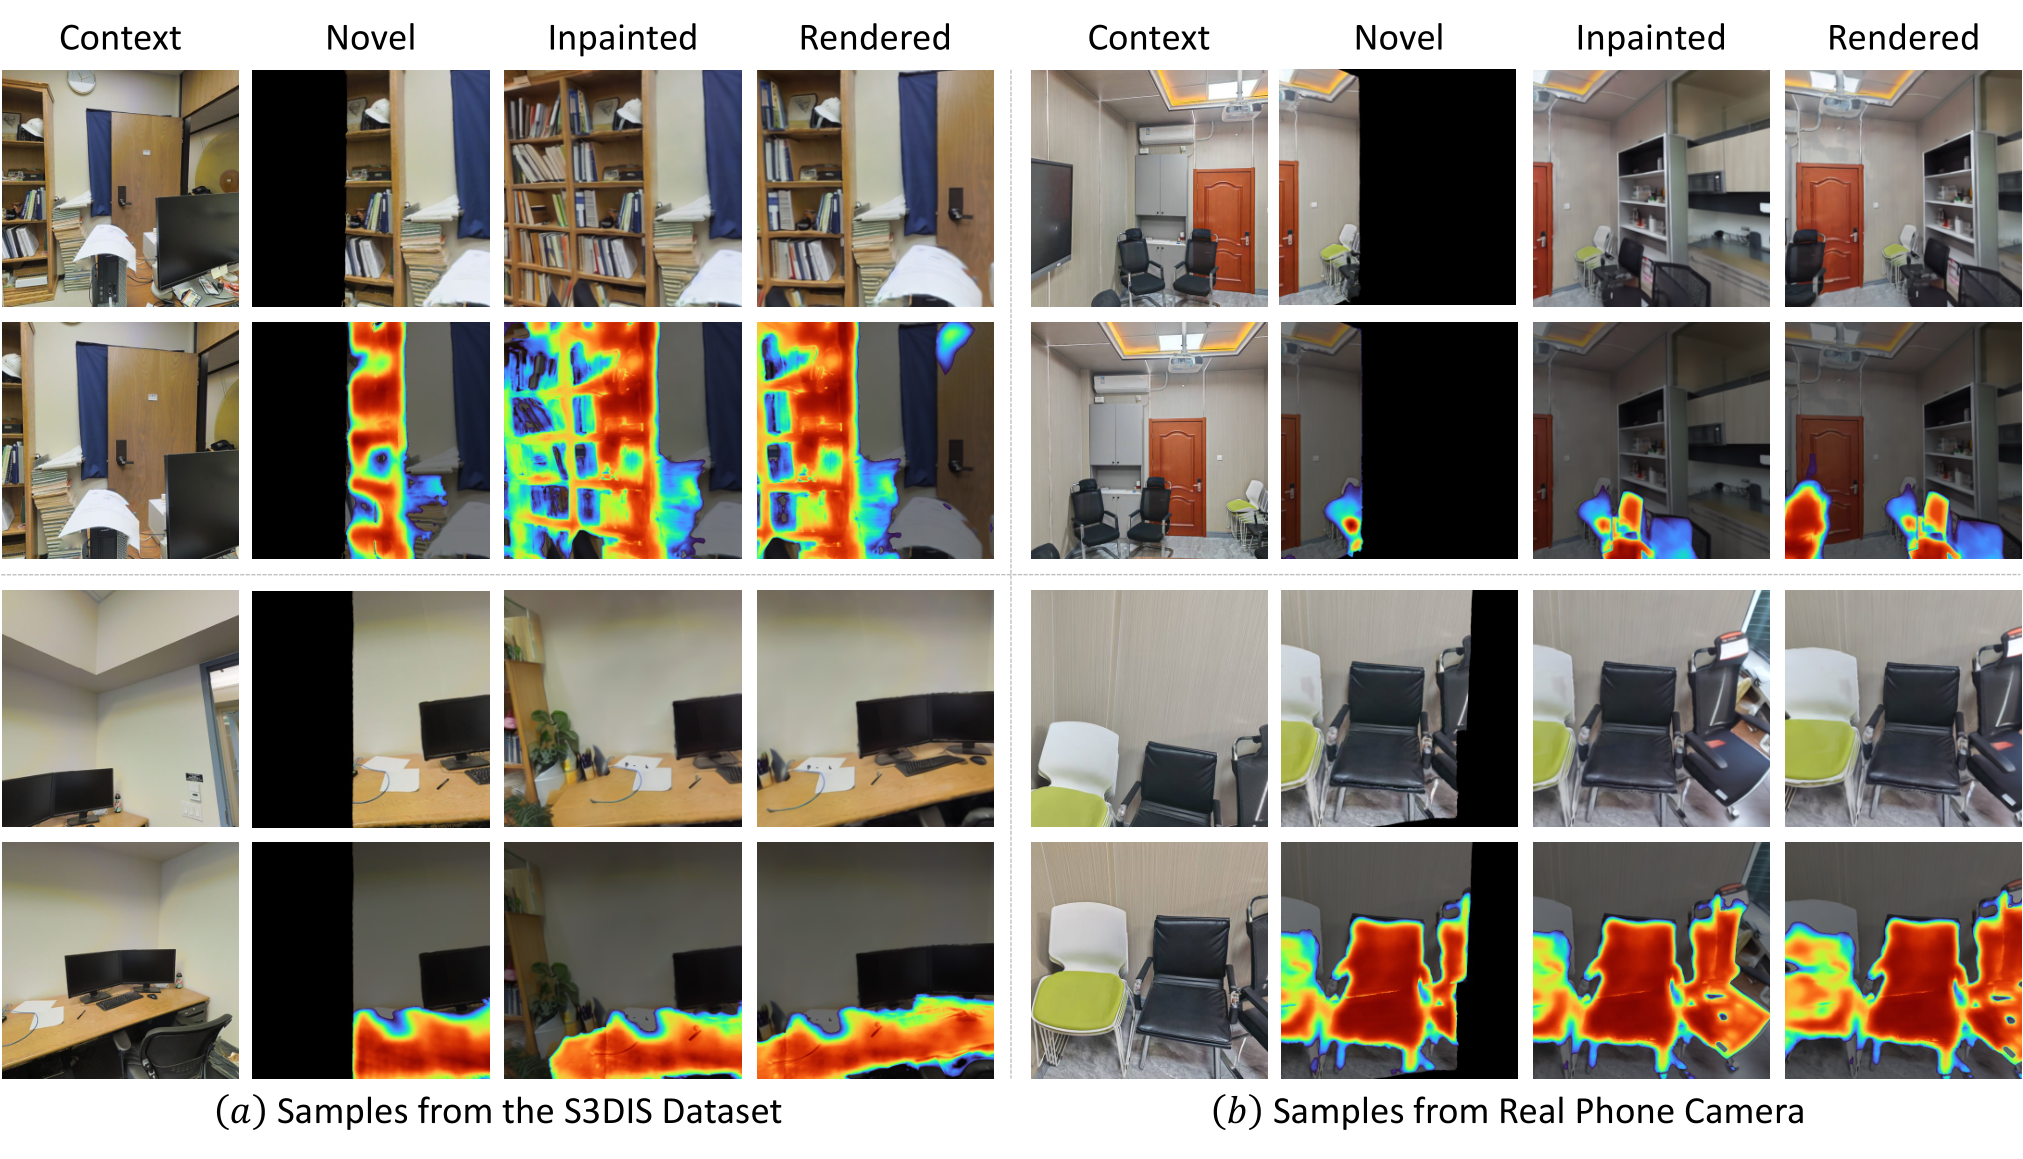 Context Novel Inpainted Rendered Context Novel Inpainted Rendered
(a) Samples from the S3DIS Dataset (b) Samples from Real Phone Camera